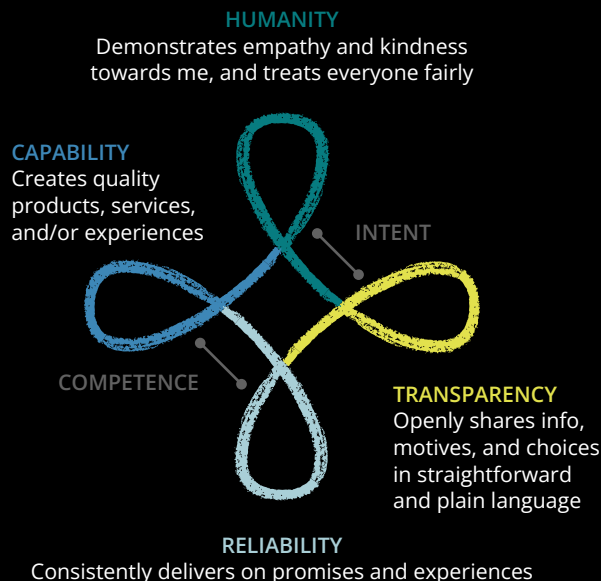 HUMANITY
Demonstrates empathy and kindness
towards me, and treats everyone fairly
CAPABILITY
Creates quality
products, services,
and/or experiences
INTENT
COMPETENCE
TRANSPARENCY
Openly shares info,
motives, and choices
in straightforward
and plain language
RELIABILITY
Consistently delivers on promises and experiences